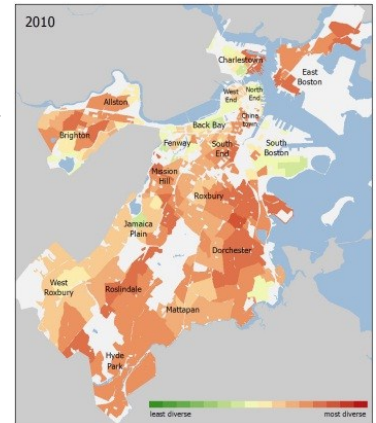 2010
Charlestown
East
Boston
Allston
West
End
North
End
China
town
Brighton
Back Bay
Fenway
South
End
South
Boston
Mission
Hill
Roxbury
Jamaica
Plain
Dorchester
West
Roxbury
Roslindale
Mattapan
Hyde
Park
least diverse
most diverse